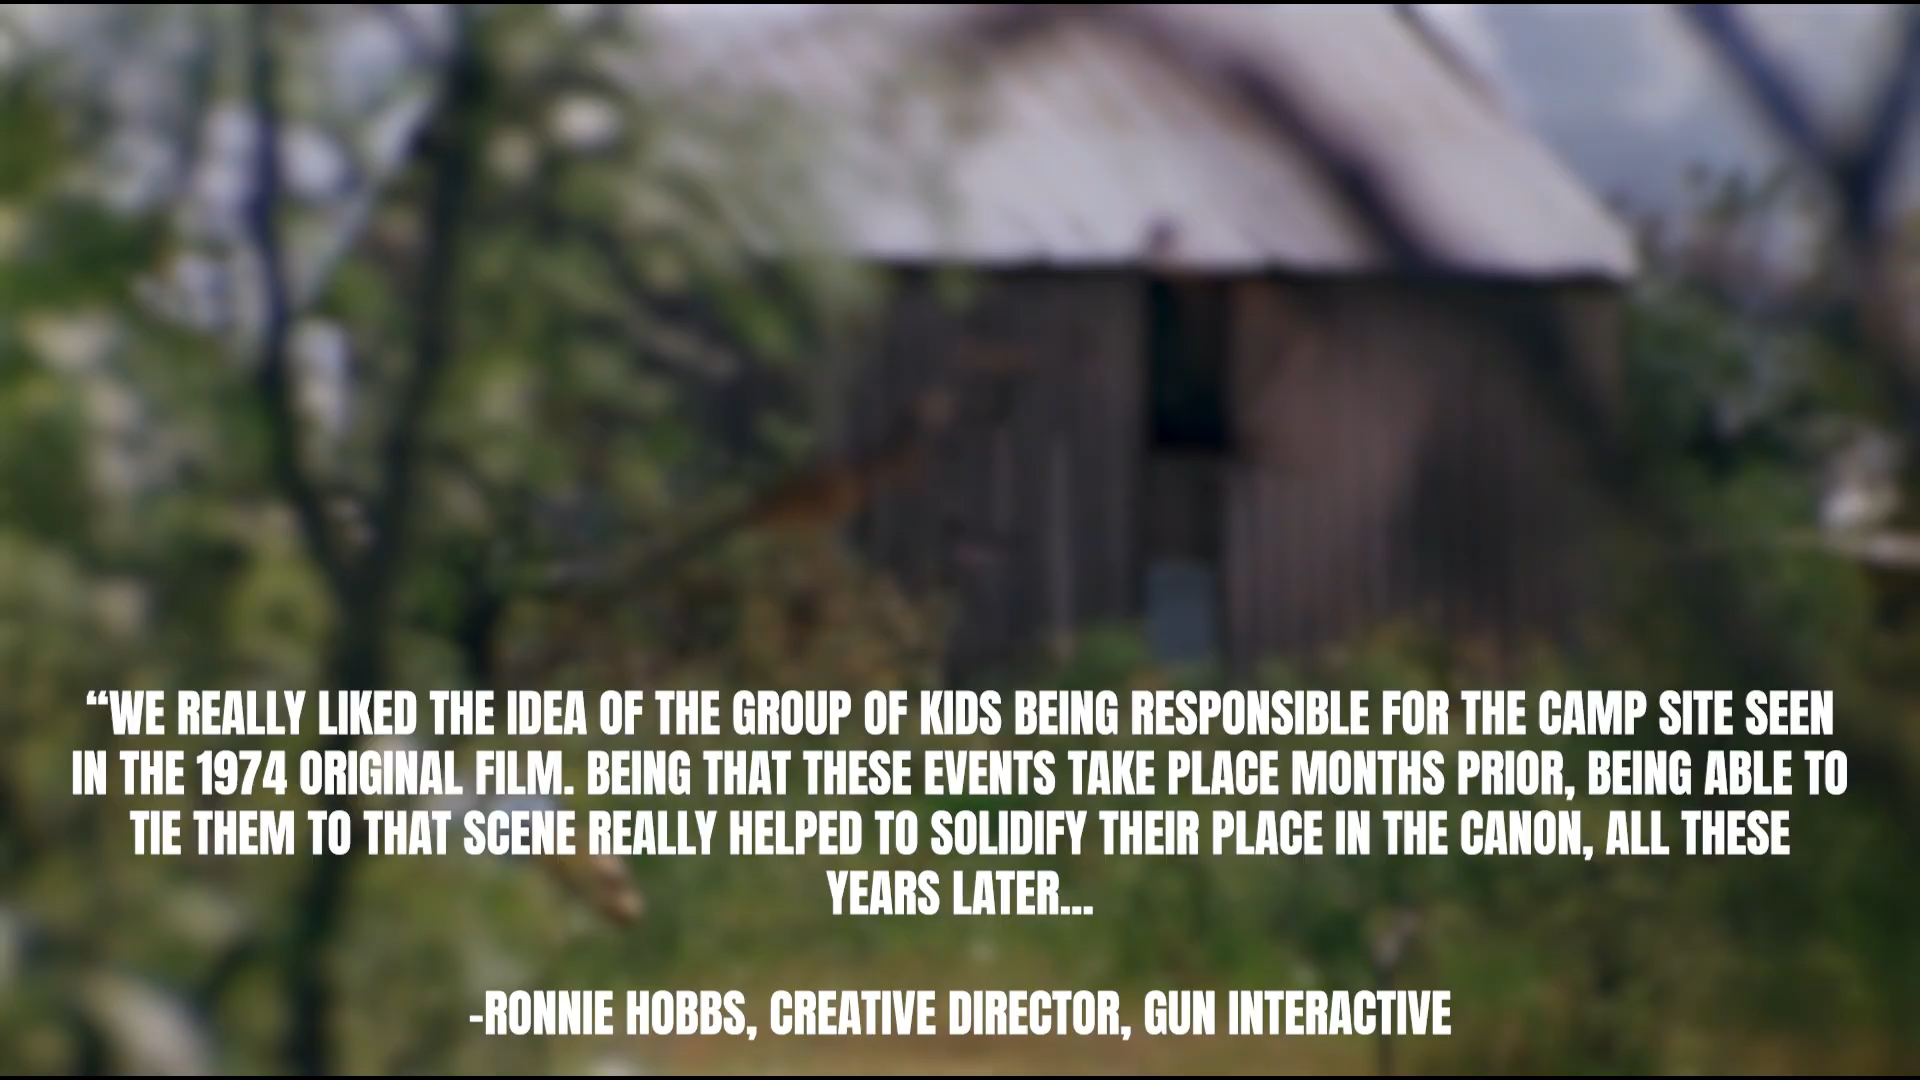 “WE REALLY LIKED THE IDEA OF THE GROUP OF KIDS BEING RESPONSIBLE FOR THE CAMP SITE SEEN
IN THE 1974 ORIGINAL FILM. BEING THAT THESE EVENTS TAKE PLACE MONTHS PRIOR, BEING ABLE TO
TIE THEM TO THAT SCENE REALLY HELPED TO SOLIDIFY THEIR PLACE IN THE CANON, ALL THESE
YEARS LATER...
-RONNIE HOBBS, CREATIVE DIRECTOR, GUN INTERACTIVE